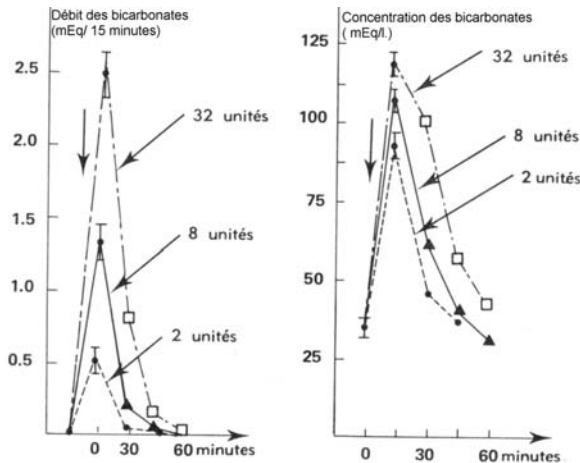 Débit des bicarbonates
(mEq/ 15 minutes)
2.5
2.0
1.5
1.0
0.5
32 unités
8 unités
2 unités
0 30 60 minutes
Concentration des bicarbonates
( mEq/l.)
125
100
75
50
25
32 unités
8 unités
2 unités
0 30 60 minutes